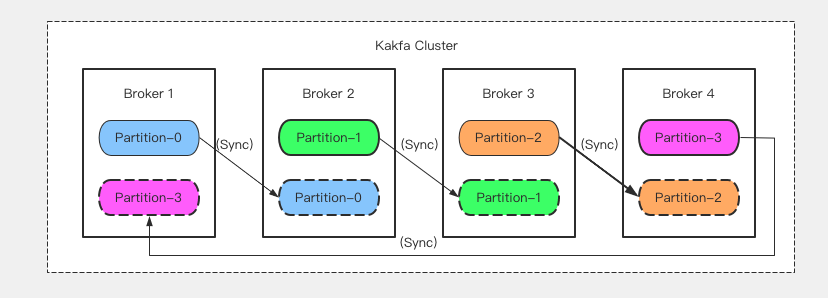 Kakfa Cluster
Broker 1
Broker 2
Broker 3
Broker 4
Partition-0
(Sync)
Partition-1
(Sync)
Partition-2
(Sync)
Partition-3
Partition-3
Partition-0
Partition-1
Partition-2
(Sync)